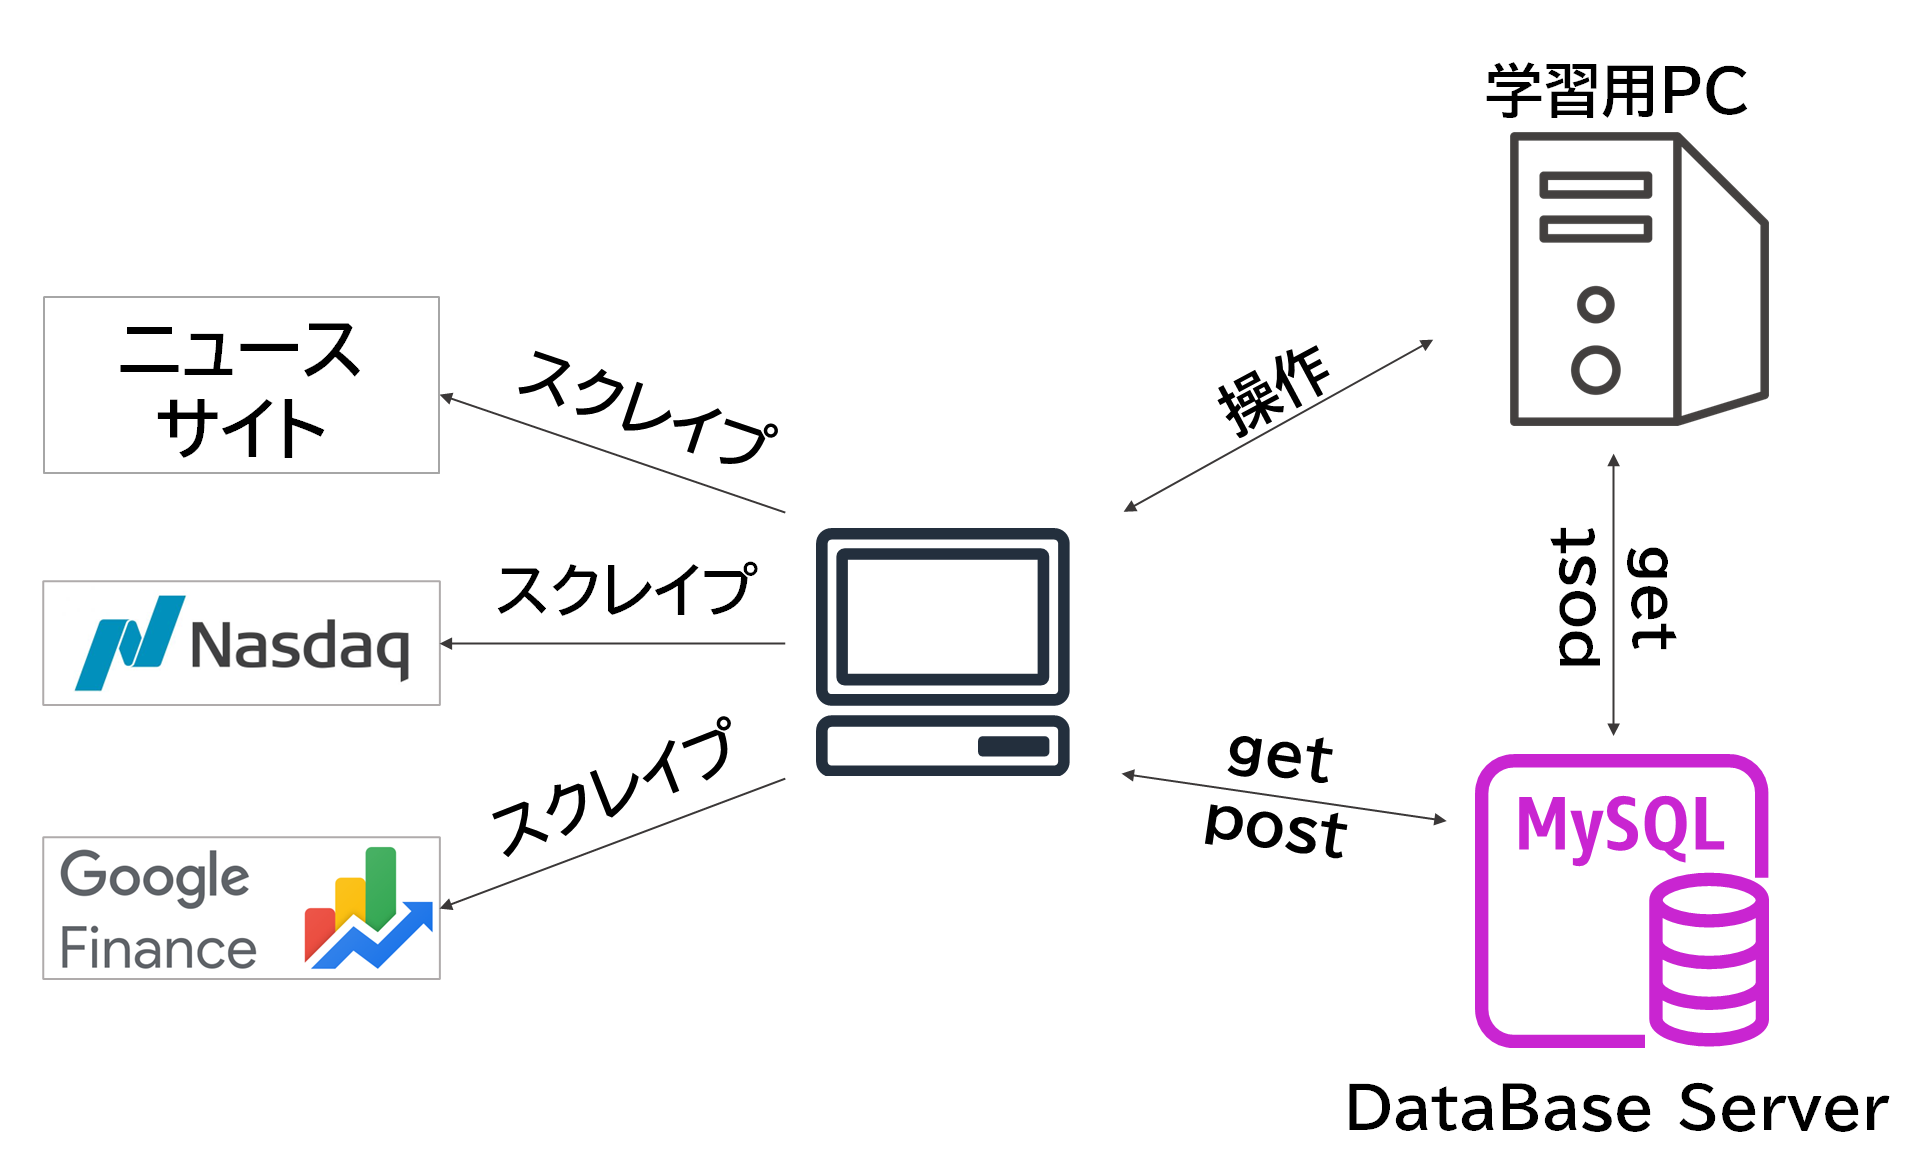 学習用PC
ニュース
サイト
スクレイプ
操作
Nasdaq
スクレイプ
post
get
Google
Finance
スクレイプ
get
post
MySQL
DataBase Server